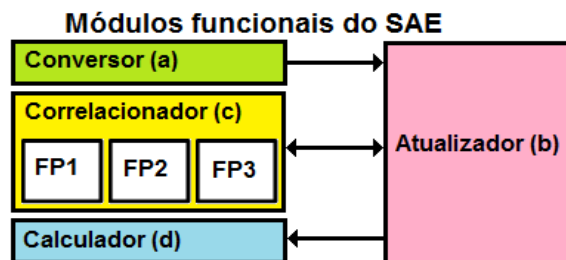 Módulos funcionais do SAE
Conversor (a)
Correlacionador (c)
FP1 FP2 FP3
Atualizador (b)
Calculador (d)